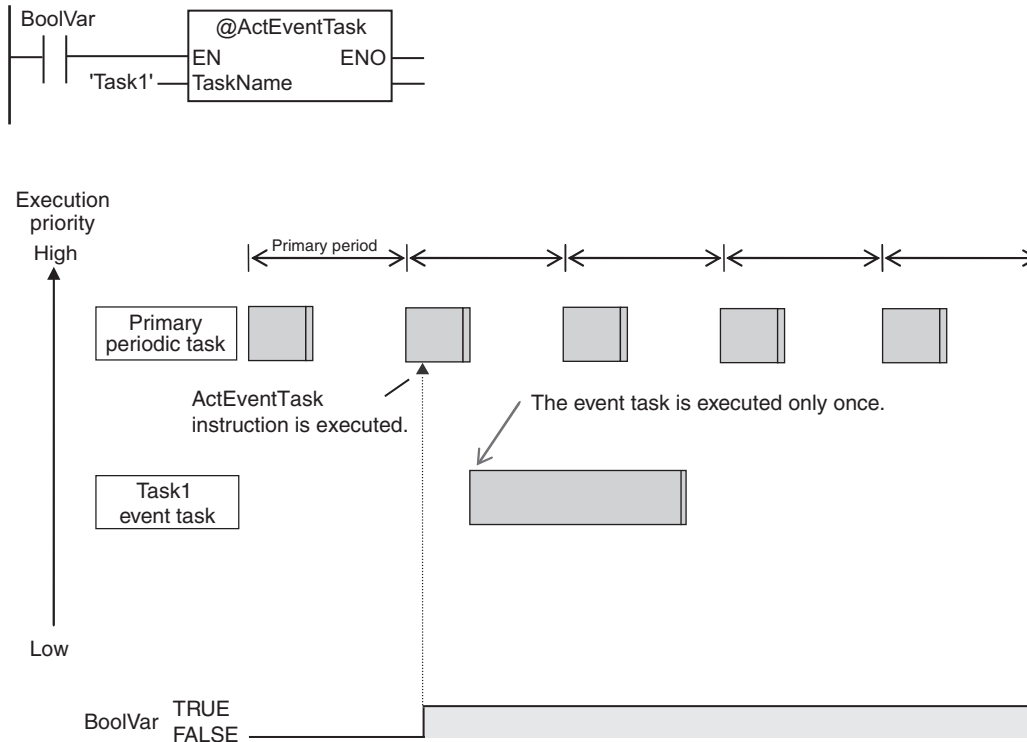 BoolVar
@ActEventTask
EN ENO
'Task1' TaskName
Execution
priority
High
Primary period
Primary
periodic task
ActEventTask
instruction is executed.
The event task is executed only once.
Task1
event task
Low
BoolVar TRUE
FALSE